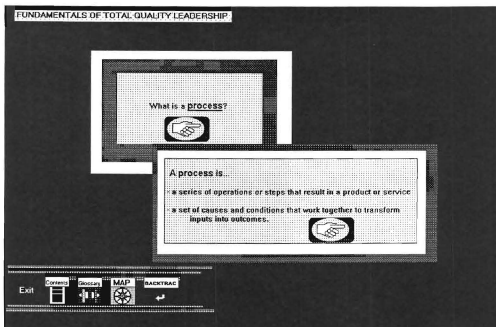 FUNDAMENTALS OF TOTAL QUALITY LEADERSHIP
What is a process?
A process is...
- a series of operations or steps that result in a product or service
- a set of causes and conditions that work together to transform
inputs into outcomes.
Exit
Contents
Glossary
MAP
BACKTRAC